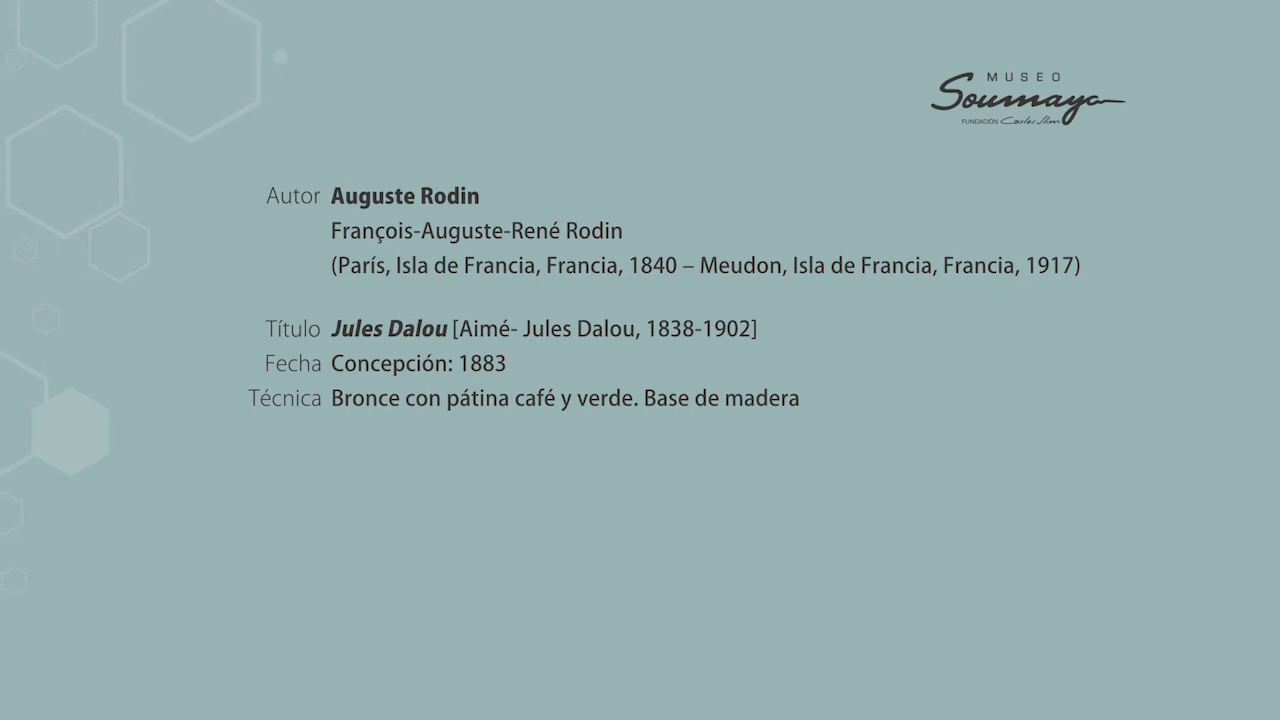 MUSEO
Soumaya
FUNDACIÓN Carlos Slim
Autor Auguste Rodin
François-Auguste-René Rodin
(París, Isla de Francia, Francia, 1840 – Meudon, Isla de Francia, Francia, 1917)
Título Jules Dalou [Aimé- Jules Dalou, 1838-1902]
Fecha Concepción: 1883
Técnica Bronce con pátina café y verde. Base de madera